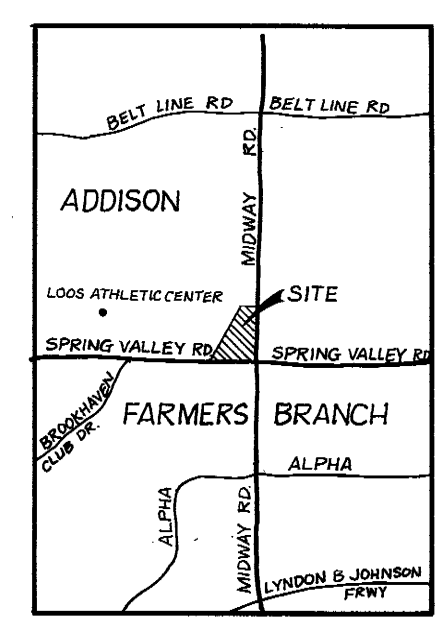 BELT LINE RD
BELT LINE RD
MIDWAY RD.
ADDISON
LOOS ATHLETIC CENTER
SITE
SPRING VALLEY RD
SPRING VALLEY RD
BROOKHAVEN
CLUB DR.
FARMERS BRANCH
ALPHA
ALPHA
MIDWAY RD.
LYNDON B JOHNSON
FRWY